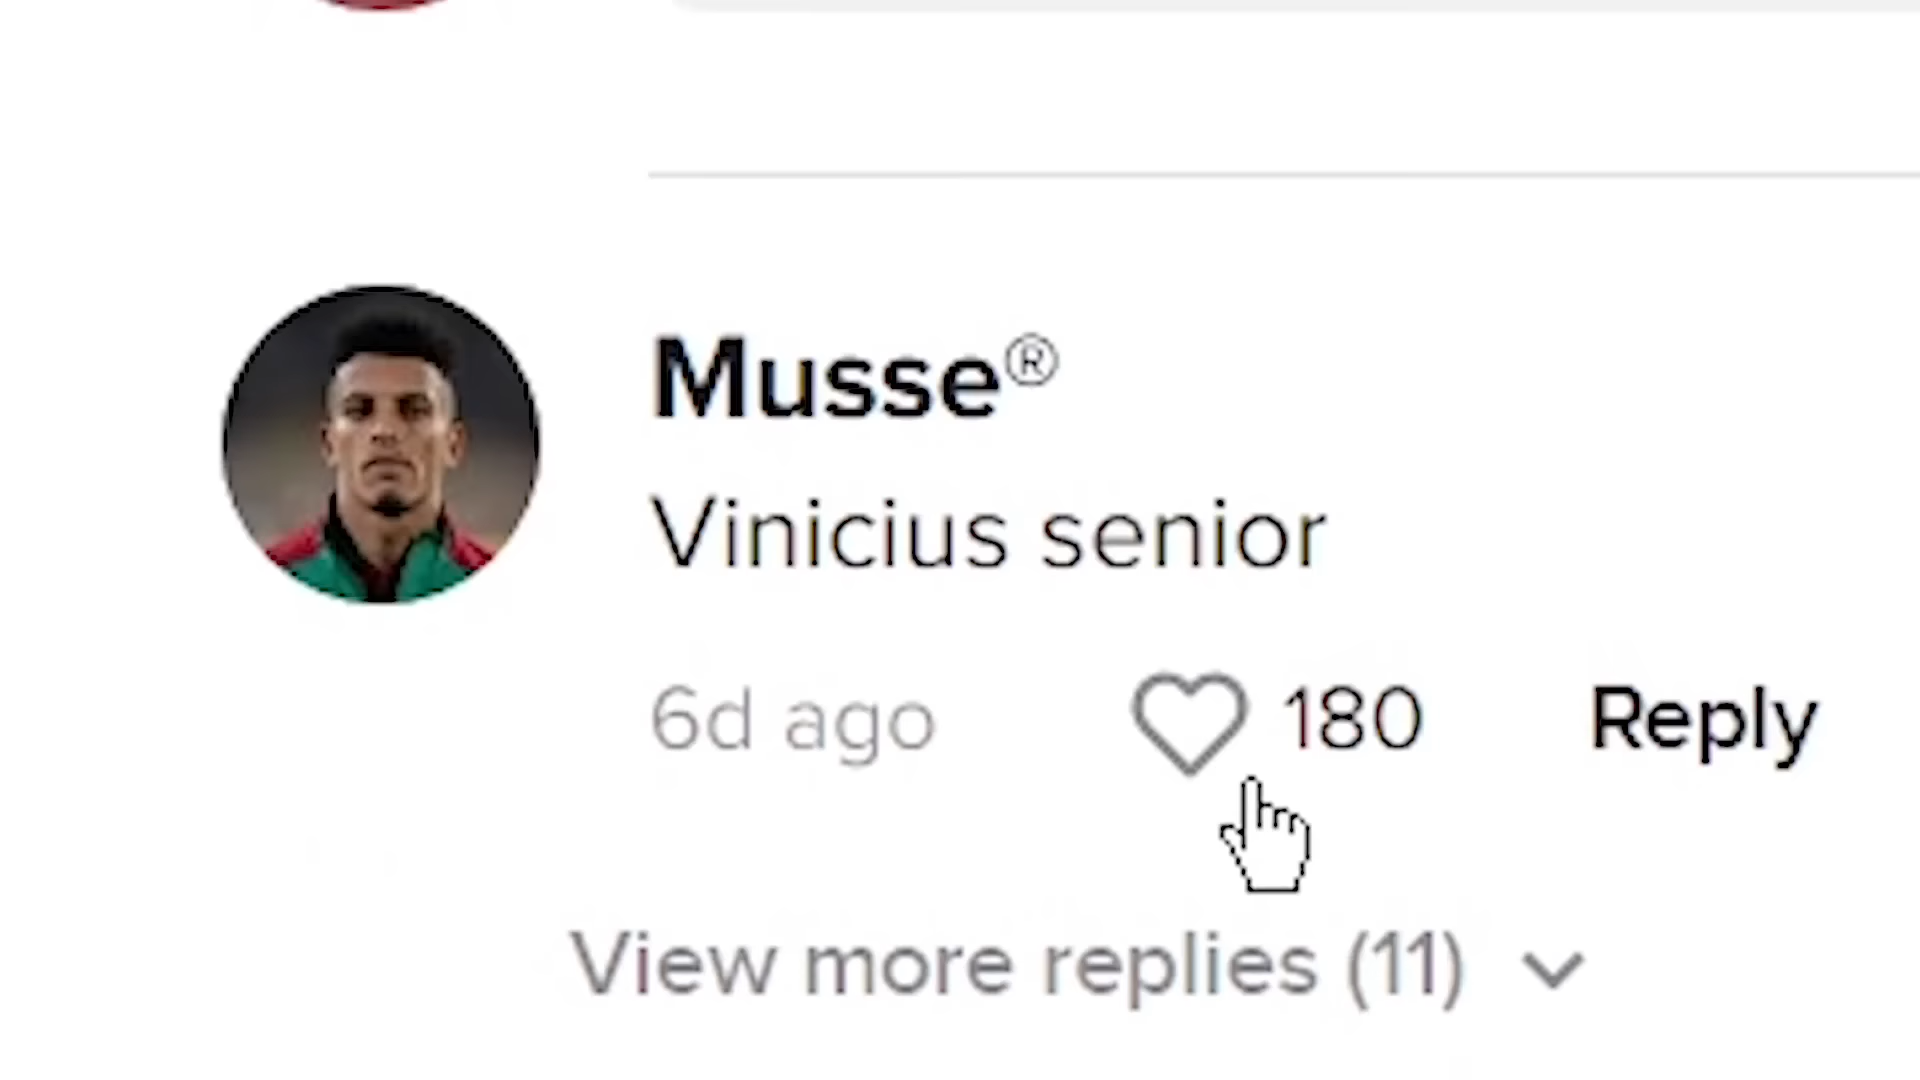 Musse®
Vinicius senior
6d ago 180 Reply
View more replies (11)